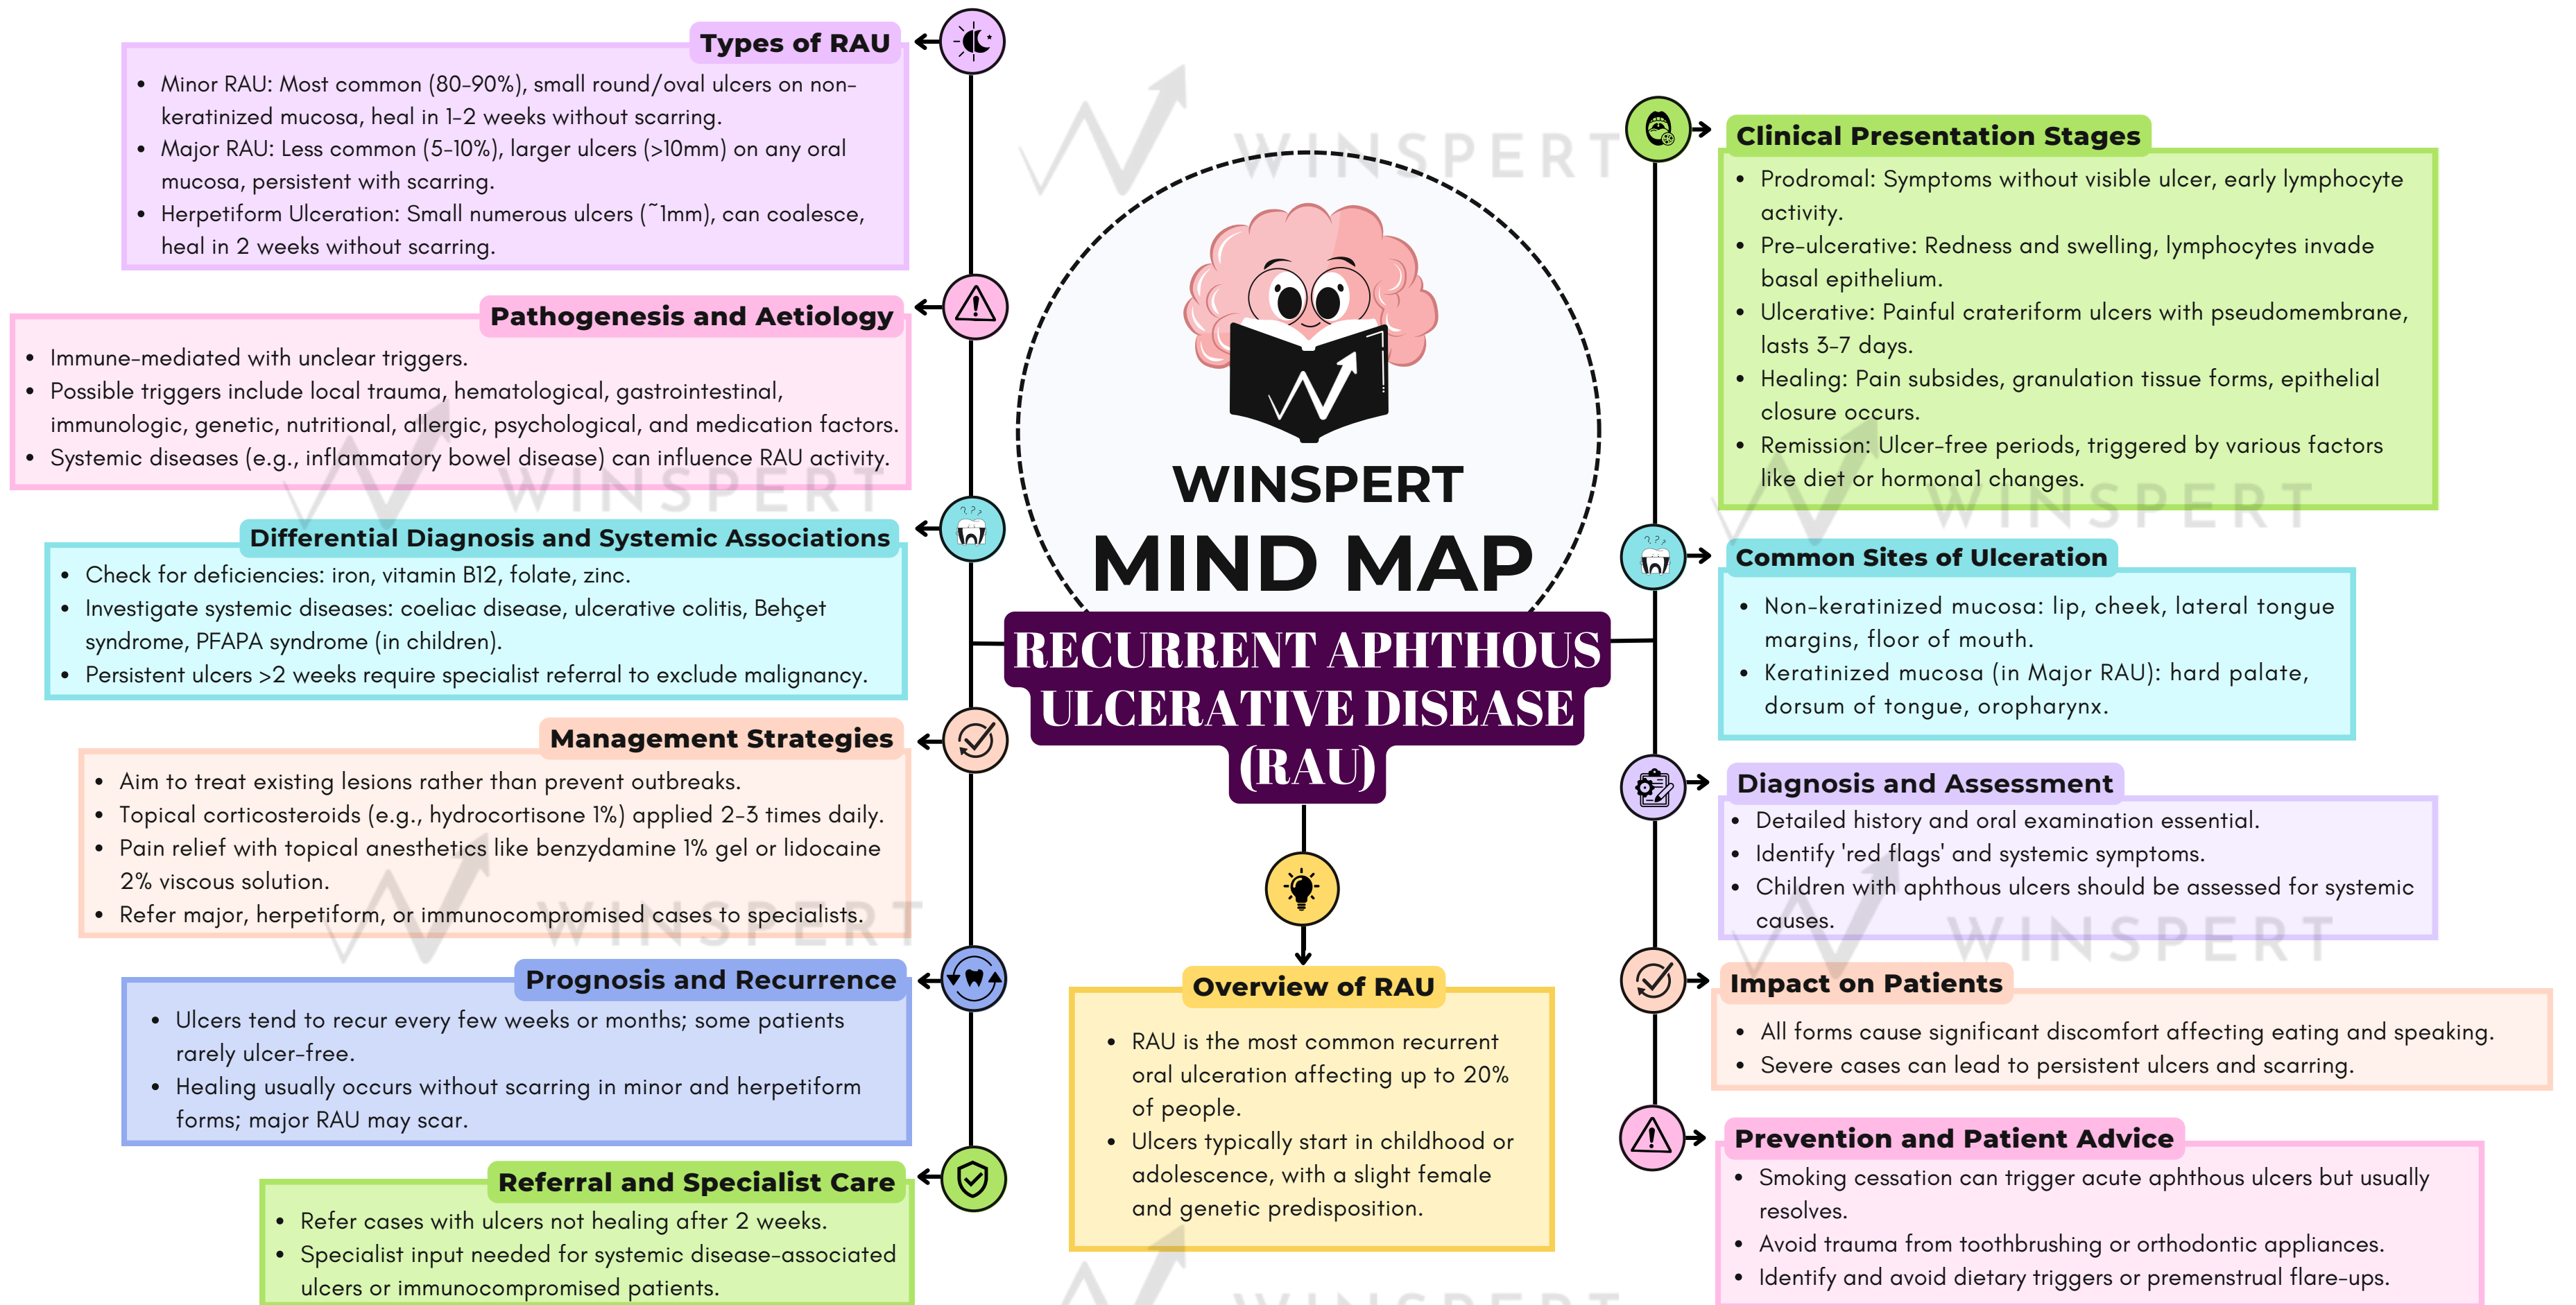 Types of RAU
• Minor RAU: Most common (80-90%), small round/oval ulcers on non-
keratinized mucosa, heal in 1-2 weeks without scarring.
• Major RAU: Less common (5-10%), larger ulcers (>10mm) on any oral
mucosa, persistent with scarring.
• Herpetiform Ulceration: Small numerous ulcers (~1mm), can coalesce,
heal in 2 weeks without scarring.
Pathogenesis and Aetiology
• Immune-mediated with unclear triggers.
• Possible triggers include local trauma, hematological, gastrointestinal,
immunologic, genetic, nutritional, allergic, psychological, and medication factors.
• Systemic diseases (e.g., inflammatory bowel disease) can influence RAU activity.
Differential Diagnosis and Systemic Associations
• Check for deficiencies: iron, vitamin B12, folate, zinc.
• Investigate systemic diseases: coeliac disease, ulcerative colitis, Behçet
syndrome, PFAPA syndrome (in children).
• Persistent ulcers >2 weeks require specialist referral to exclude malignancy.
Management Strategies
• Aim to treat existing lesions rather than prevent outbreaks.
• Topical corticosteroids (e.g., hydrocortisone 1%) applied 2-3 times daily.
• Pain relief with topical anesthetics like benzydamine 1% gel or lidocaine
2% viscous solution.
• Refer major, herpetiform, or immunocompromised cases to specialists.
Prognosis and Recurrence
• Ulcers tend to recur every few weeks or months; some patients
rarely ulcer-free.
• Healing usually occurs without scarring in minor and herpetiform
forms; major RAU may scar.
Referral and Specialist Care
• Refer cases with ulcers not healing after 2 weeks.
• Specialist input needed for systemic disease-associated
ulcers or immunocompromised patients.
WINSPERT
MIND MAP
RECURRENT APHTHOUS
ULCERATIVE DISEASE
(RAU)
Overview of RAU
• RAU is the most common recurrent
oral ulceration affecting up to 20%
of people.
• Ulcers typically start in childhood or
adolescence, with a slight female
and genetic predisposition.
Clinical Presentation Stages
• Prodromal: Symptoms without visible ulcer, early lymphocyte
activity.
• Pre-ulcerative: Redness and swelling, lymphocytes invade
basal epithelium.
• Ulcerative: Painful crateriform ulcers with pseudomembrane,
lasts 3-7 days.
• Healing: Pain subsides, granulation tissue forms, epithelial
closure occurs.
• Remission: Ulcer-free periods, triggered by various factors
like diet or hormonal changes.
Common Sites of Ulceration
• Non-keratinized mucosa: lip, cheek, lateral tongue
margins, floor of mouth.
• Keratinized mucosa (in Major RAU): hard palate,
dorsum of tongue, oropharynx.
Diagnosis and Assessment
• Detailed history and oral examination essential.
• Identify 'red flags' and systemic symptoms.
• Children with aphthous ulcers should be assessed for systemic
causes.
Impact on Patients
• All forms cause significant discomfort affecting eating and speaking.
• Severe cases can lead to persistent ulcers and scarring.
Prevention and Patient Advice
• Smoking cessation can trigger acute aphthous ulcers but usually
resolves.
• Avoid trauma from toothbrushing or orthodontic appliances.
• Identify and avoid dietary triggers or premenstrual flare-ups.
WINSPERT
WINSPERT
WINSPERT
WINSPERT
WINSPERT
WINSPERT